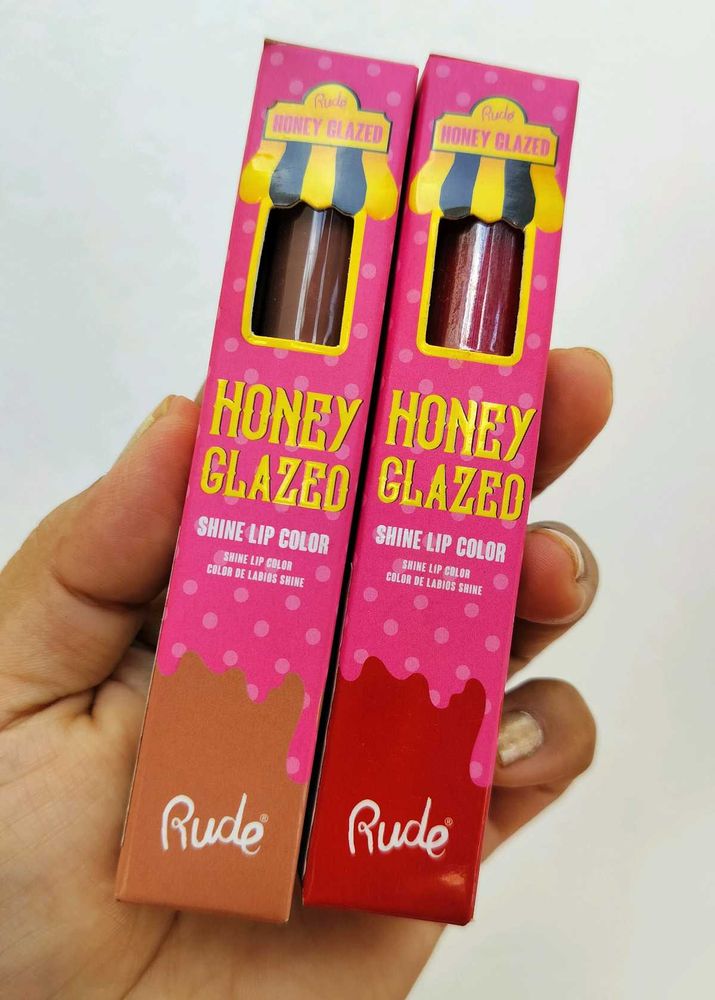 Rude
HONEY GLAZED
HONEY
GLAZED
SHINE LIP COLOR
SHINE LIP COLOR
COLOR DE LABIOS SHINE
Rude®
Rude
HONEY GLAZED
HONEY
GLAZED
SHINE LIP COLOR
SHINE LIP COLOR
COLOR DE LABIOS SHINE
Rude®